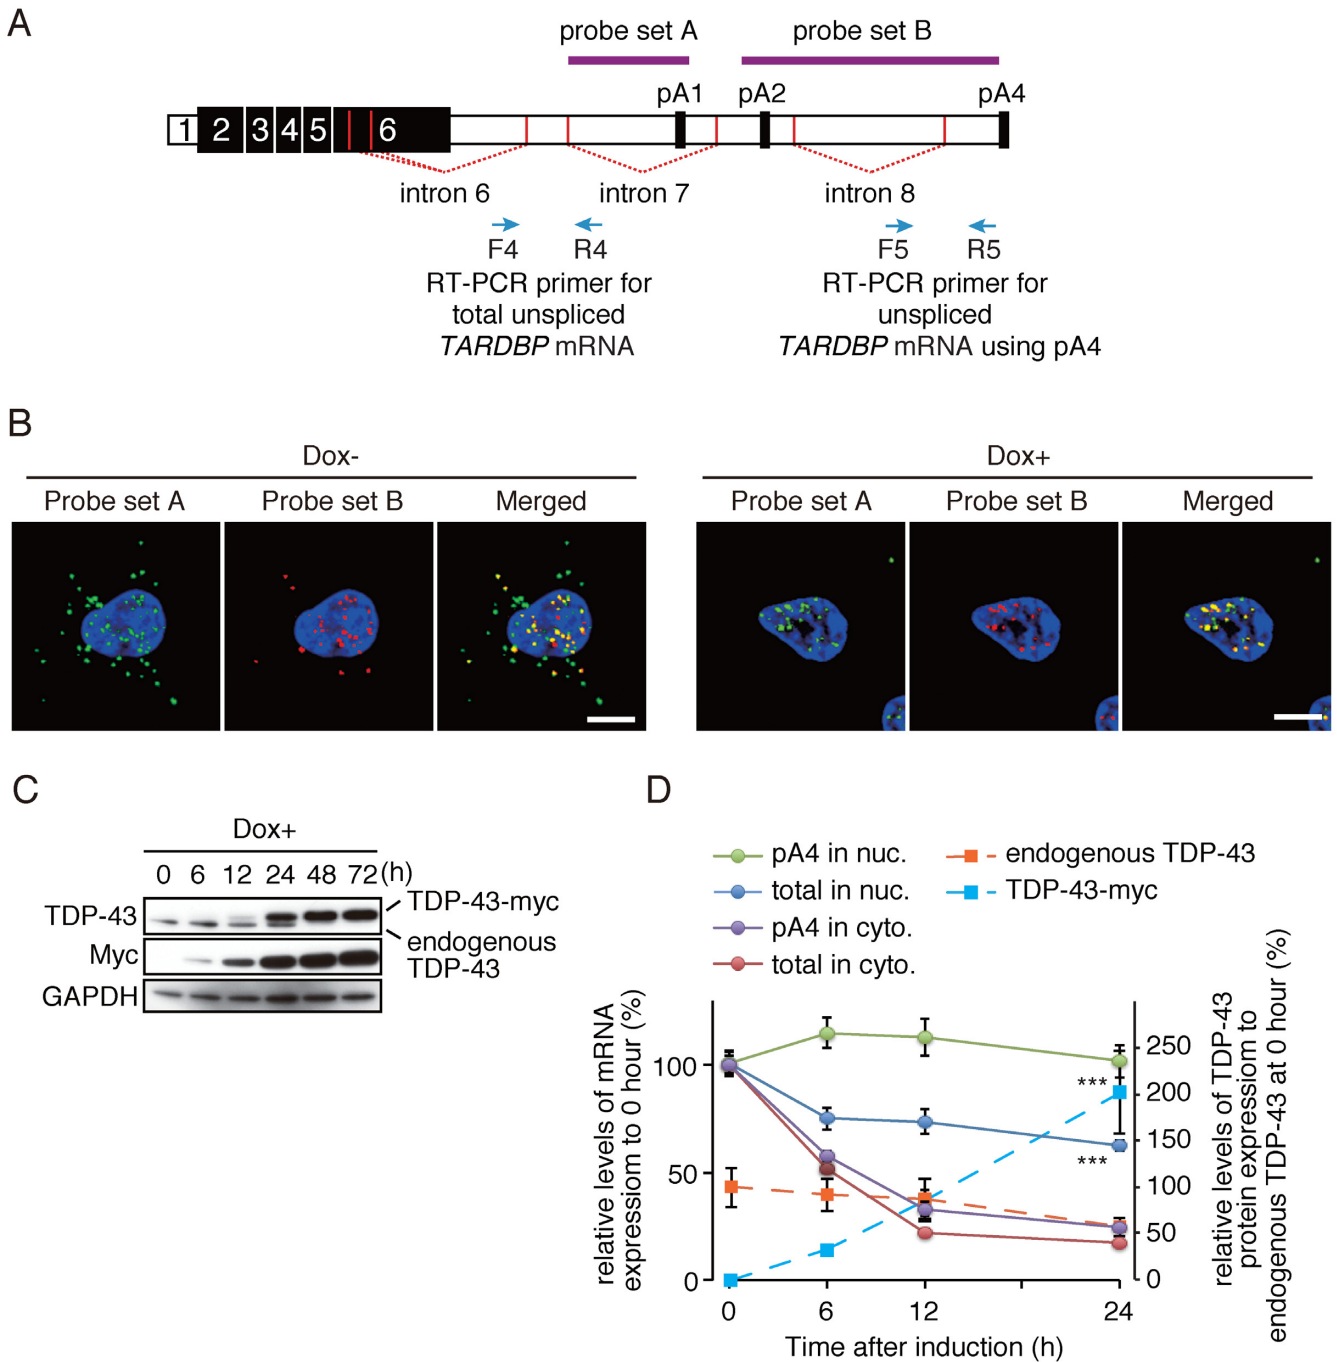 A
probe set A
probe set B
pA1
pA2
pA4
1 2 3 4 5 6
intron 6
intron 7
intron 8
F4
R4
F5
R5
RT-PCR primer for
total unspliced
TARDBP mRNA
RT-PCR primer for
unspliced
TARDBP mRNA using pA4
B
Dox-
Dox+
Probe set A
Probe set B
Merged
Probe set A
Probe set B
Merged
C
Dox+
0 6 12 24 48 72 (h)
TDP-43
Myc
GAPDH
TDP-43-myc
endogenous
TDP-43
D
pA4 in nuc.
total in nuc.
pA4 in cyto.
total in cyto.
endogenous TDP-43
TDP-43-myc
relative levels of mRNA
expressiom to 0 hour (%)
100
50
0
250
200
150
100
50
0
***
***
relative levels of TDP-43
protein expressiom to
endogenous TDP-43 at 0 hour (%)
0
6
12
24
Time after induction (h)